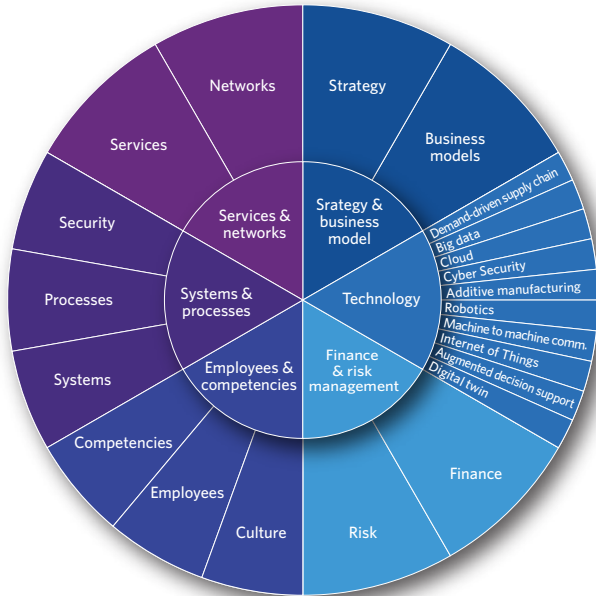 Networks
Strategy
Services
Business
models
Services &
networks
Srategy &
business
model
Demand-driven supply chain
Big data
Cloud
Cyber Security
Additive manufacturing
Robotics
Machine to machine comm.
Internet of Things
Augmented decision support
Digital twin
Security
Processes
Systems
Systems &
processes
Technology
Employees &
competencies
Finance
& risk
management
Competencies
Employees
Culture
Risk
Finance